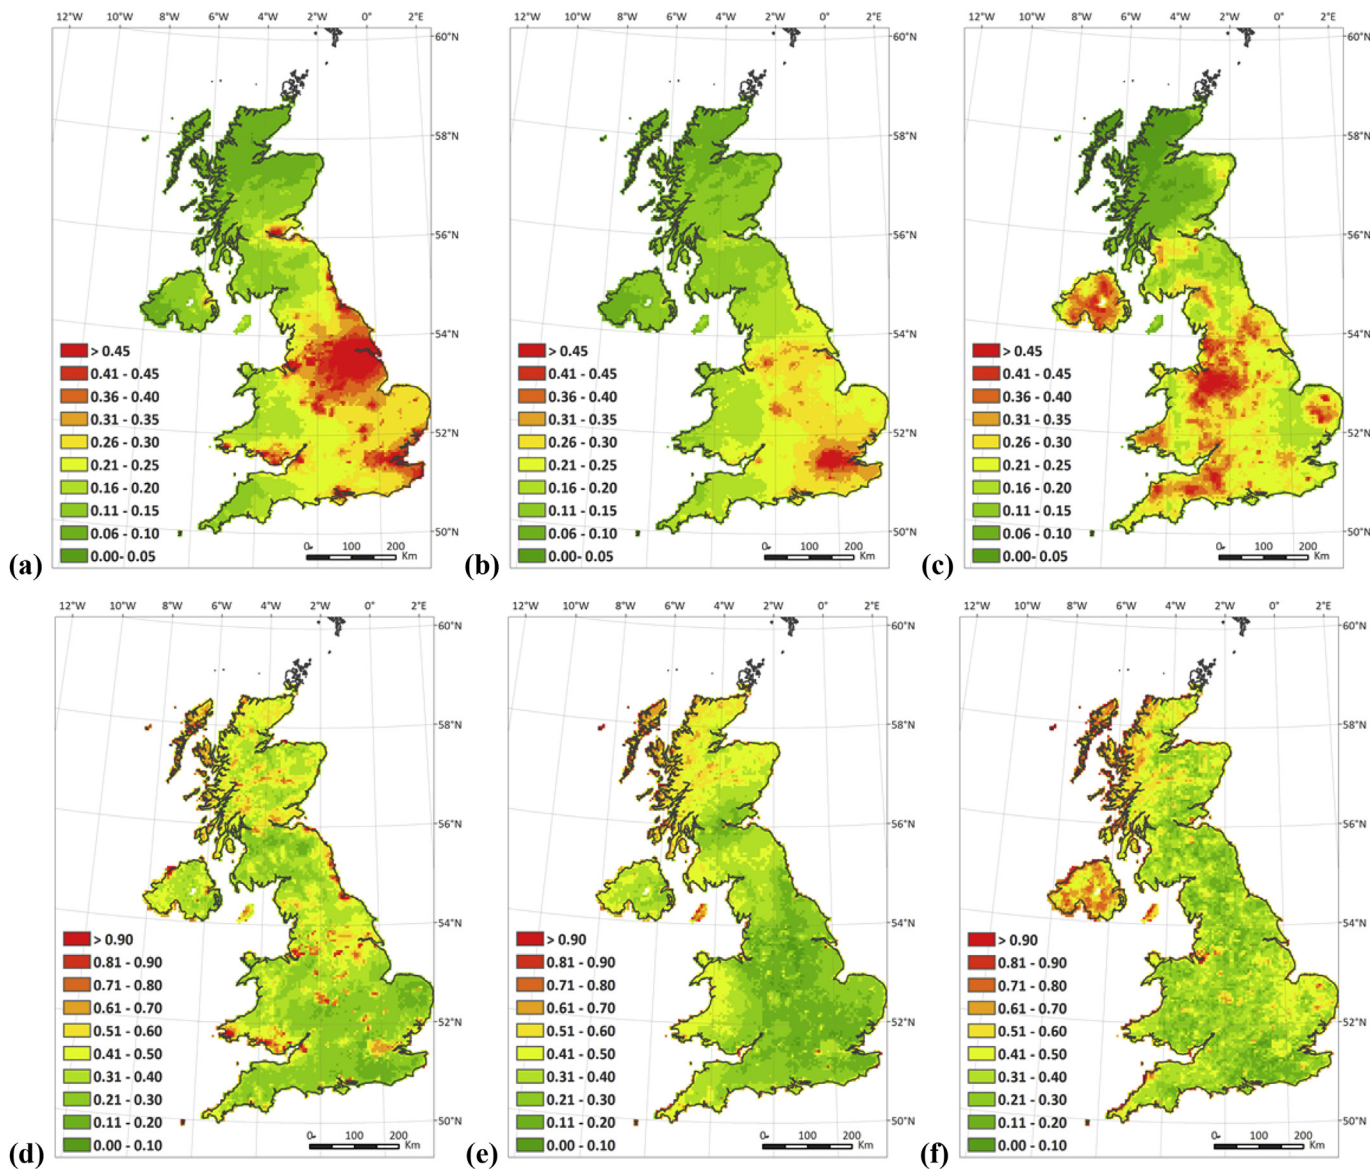 12°W 10°W 8°W 6°W 4°W 2°W 0° 2°E
60°N
58°N
56°N
54°N
52°N
50°N
> 0.45
0.41 - 0.45
0.36 - 0.40
0.31 - 0.35
0.26 - 0.30
0.21 - 0.25
0.16 - 0.20
0.11 - 0.15
0.06 - 0.10
0.00- 0.05
0 100 200
Km
(a)
12°W 10°W 8°W 6°W 4°W 2°W 0° 2°E
60°N
58°N
56°N
54°N
52°N
50°N
> 0.45
0.41 - 0.45
0.36 - 0.40
0.31 - 0.35
0.26 - 0.30
0.21 - 0.25
0.16 - 0.20
0.11 - 0.15
0.06 - 0.10
0.00- 0.05
0 100 200
Km
(b)
12°W 10°W 8°W 6°W 4°W 2°W 0° 2°E
60°N
58°N
56°N
54°N
52°N
50°N
> 0.45
0.41 - 0.45
0.36 - 0.40
0.31 - 0.35
0.26 - 0.30
0.21 - 0.25
0.16 - 0.20
0.11 - 0.15
0.06 - 0.10
0.00- 0.05
0 100 200
Km
(c)
12°W 10°W 8°W 6°W 4°W 2°W 0° 2°E
60°N
58°N
56°N
54°N
52°N
50°N
> 0.90
0.81 - 0.90
0.71 - 0.80
0.61 - 0.70
0.51 - 0.60
0.41 - 0.50
0.31 - 0.40
0.21 - 0.30
0.11 - 0.20
0.00 - 0.10
0 100 200
Km
(d)
12°W 10°W 8°W 6°W 4°W 2°W 0° 2°E
60°N
58°N
56°N
54°N
52°N
50°N
> 0.90
0.81 - 0.90
0.71 - 0.80
0.61 - 0.70
0.51 - 0.60
0.41 - 0.50
0.31 - 0.40
0.21 - 0.30
0.11 - 0.20
0.00 - 0.10
0 100 200
Km
(e)
12°W 10°W 8°W 6°W 4°W 2°W 0° 2°E
60°N
58°N
56°N
54°N
52°N
50°N
> 0.90
0.81 - 0.90
0.71 - 0.80
0.61 - 0.70
0.51 - 0.60
0.41 - 0.50
0.31 - 0.40
0.21 - 0.30
0.11 - 0.20
0.00 - 0.10
0 100 200
Km
(f)